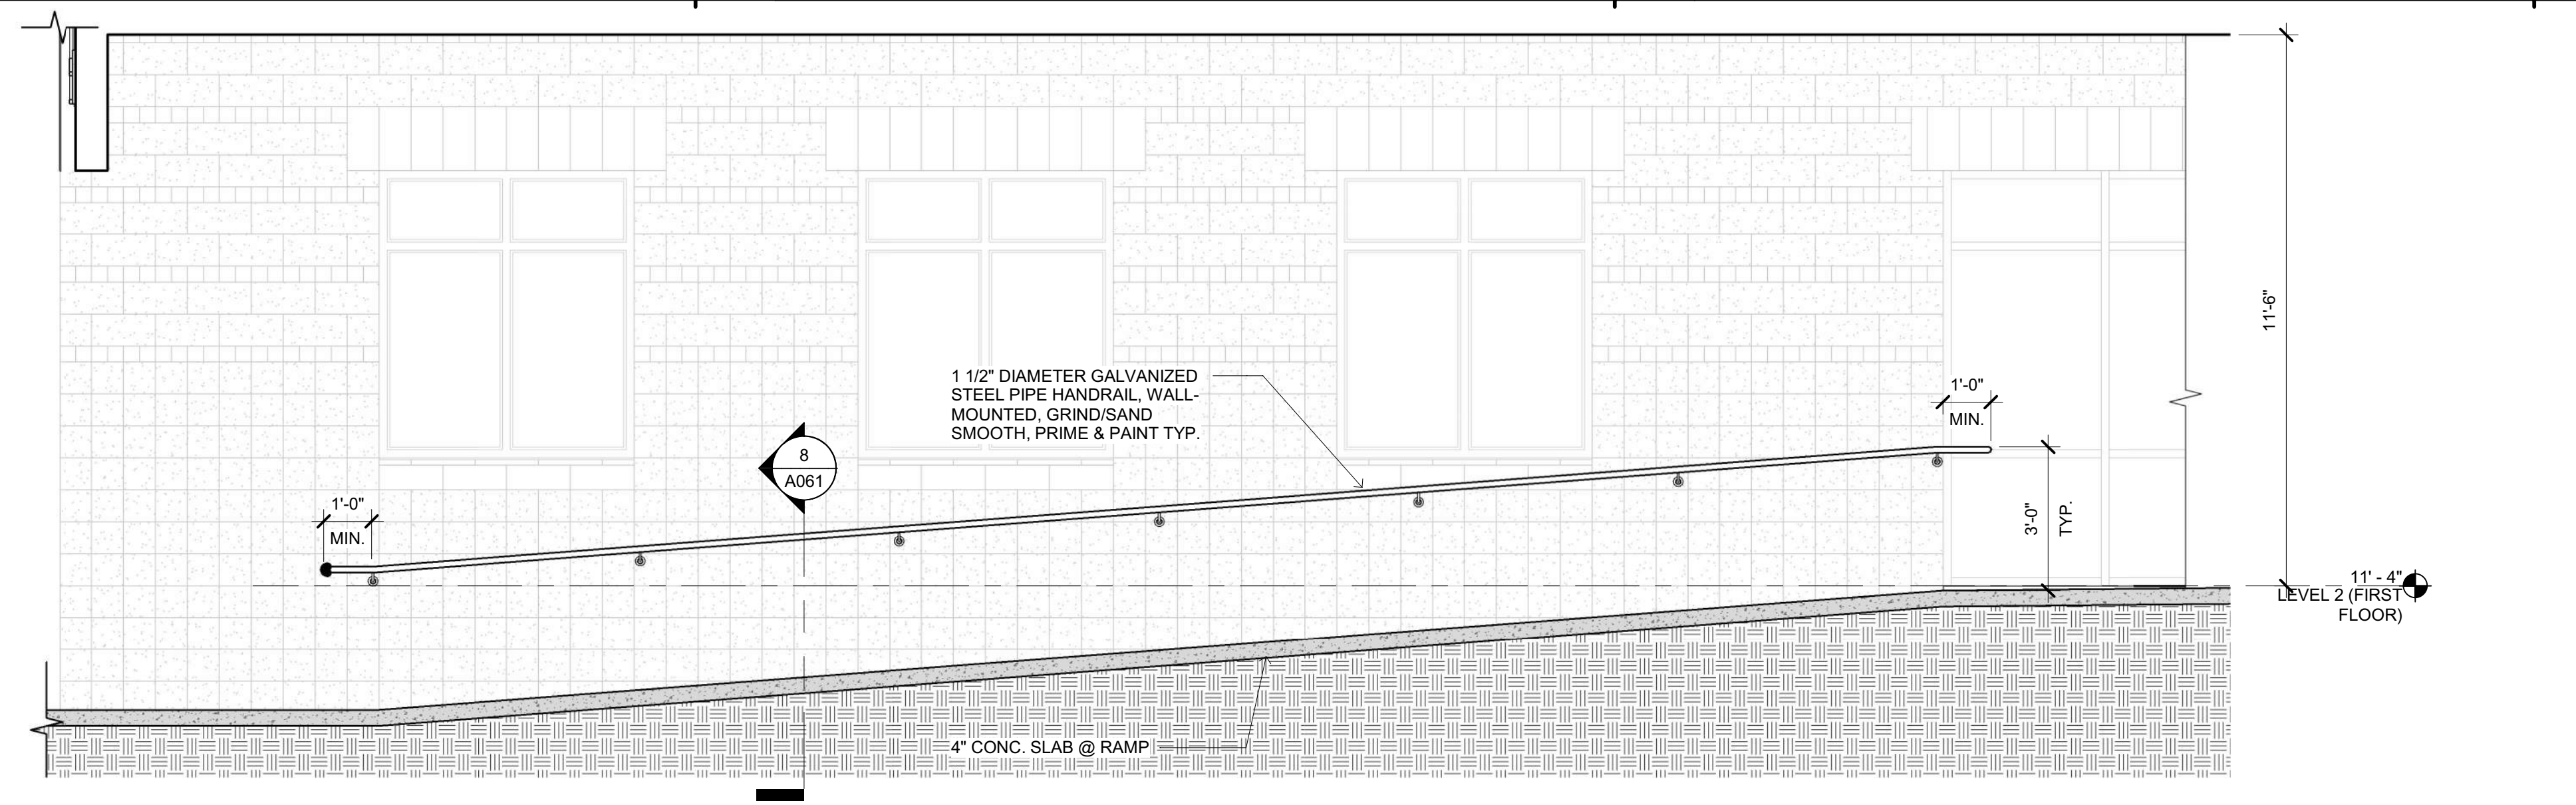 11'-6"
1 1/2" DIAMETER GALVANIZED
STEEL PIPE HANDRAIL, WALL-
MOUNTED, GRIND/SAND
SMOOTH, PRIME & PAINT TYP.
1'-0"
MIN.
8
A061
1'-0"
MIN.
3'-0"
TYP.
11' - 4"
LEVEL 2 (FIRST
FLOOR)
4" CONC. SLAB @ RAMP